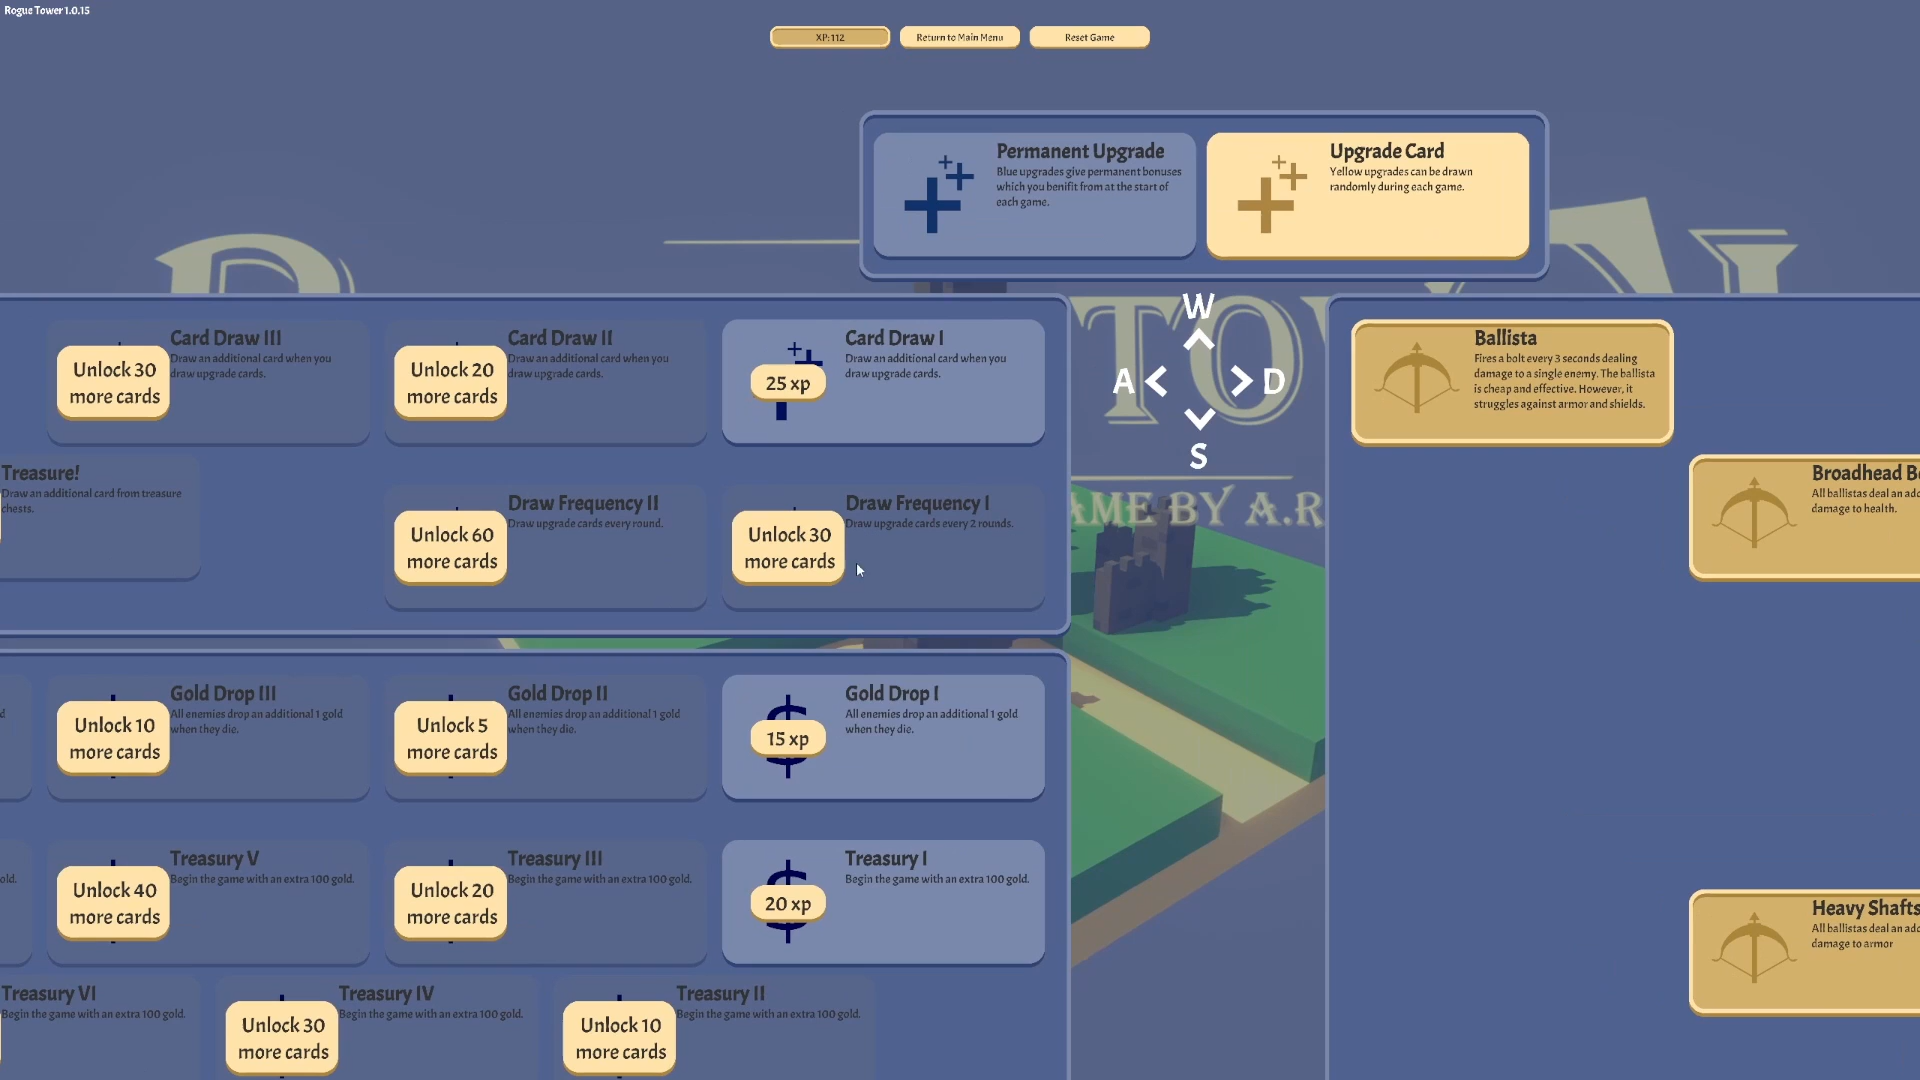 Rogue Tower 1.0.15
XP: 112
Return to Main Menu
Reset Game
Permanent Upgrade
Blue upgrades give permanent bonuses
which you benifit from at the start of
each game.
Upgrade Card
Yellow upgrades can be drawn
randomly during each game.
W
A
D
S
Card Draw III
Draw an additional card when you
draw upgrade cards.
Unlock 30
more cards
Card Draw II
Draw an additional card when you
draw upgrade cards.
Unlock 20
more cards
Card Draw I
Draw an additional card when you
draw upgrade cards.
25 xp
Treasure!
Draw an additional card from treasure
chests.
Draw Frequency II
Draw upgrade cards every round.
Unlock 60
more cards
Draw Frequency I
Draw upgrade cards every 2 rounds.
Unlock 30
more cards
Gold Drop III
All enemies drop an additional 1 gold
when they die.
Unlock 10
more cards
Gold Drop II
All enemies drop an additional 1 gold
when they die.
Unlock 5
more cards
Gold Drop I
All enemies drop an additional 1 gold
when they die.
15 xp
gold.
Treasury V
Begin the game with an extra 100 gold.
Unlock 40
more cards
Treasury III
Begin the game with an extra 100 gold.
Unlock 20
more cards
Treasury I
Begin the game with an extra 100 gold.
20 xp
Treasury VI
Begin the game with an extra 100 gold.
Treasury IV
Begin the game with an extra 100 gold.
Unlock 30
more cards
Treasury II
Begin the game with an extra 100 gold.
Unlock 10
more cards
Ballista
Fires a bolt every 3 seconds dealing
damage to a single enemy. The ballista
is cheap and effective. However, it
struggles against armor and shields.
Broadhead
All ballistas deal an
damage to health.
Heavy Shafts
All ballistas deal an
damage to armor
TO
AME BY A.R